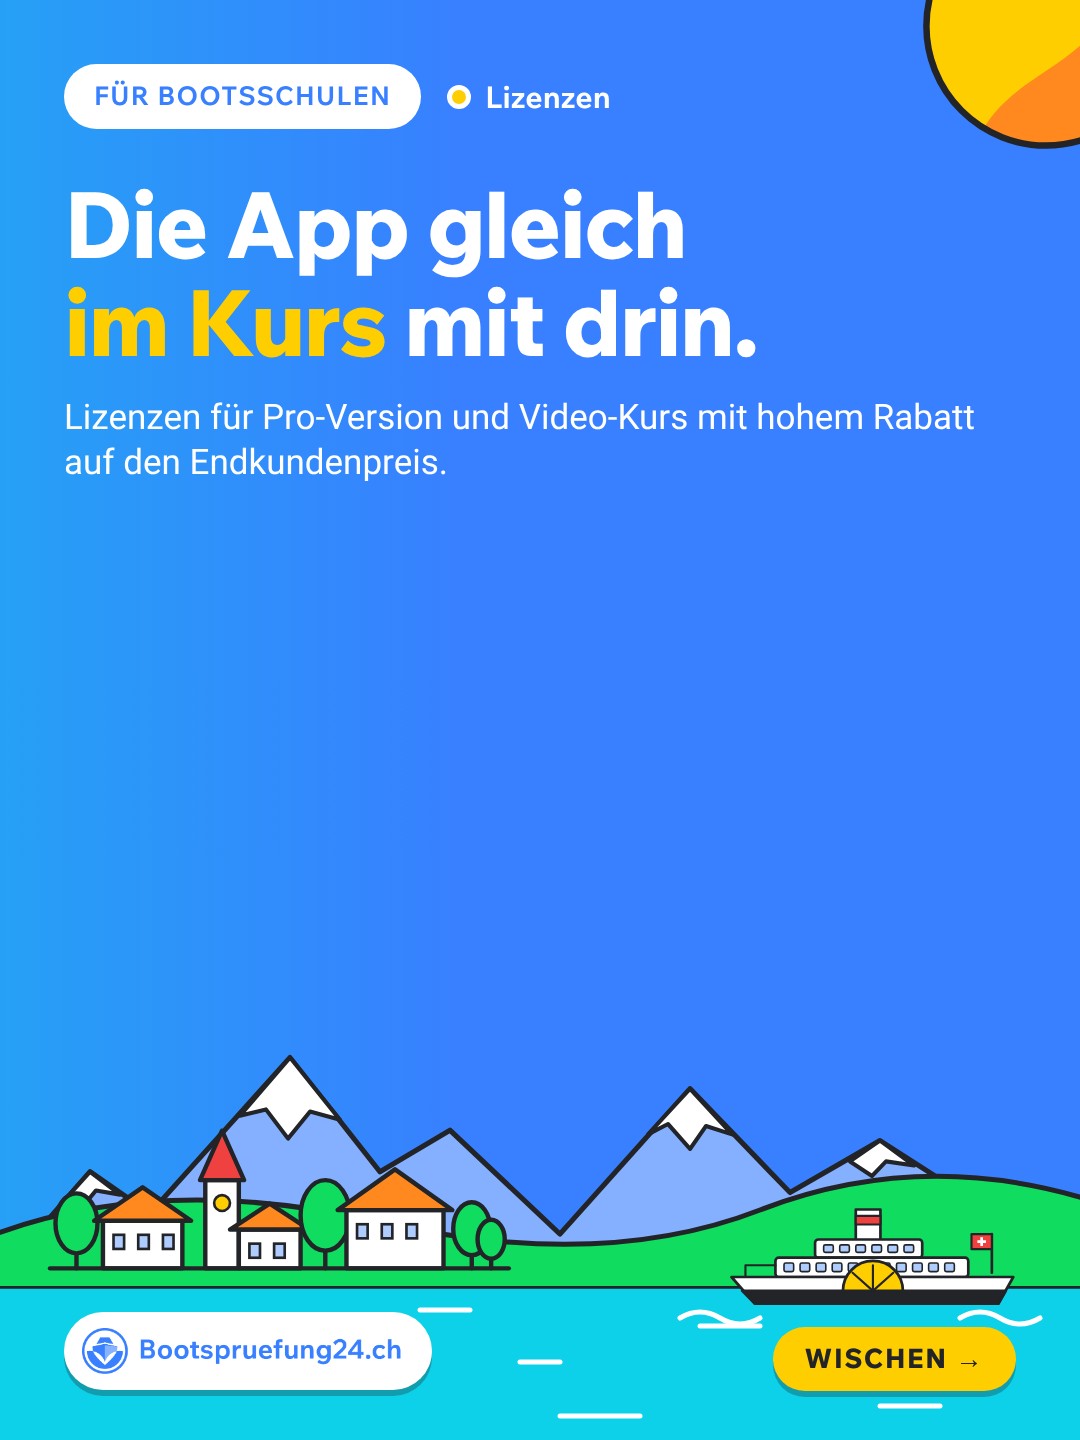 FÜR BOOTSSCHULEN
Lizenzen
Die App gleich
im Kurs mit drin.
Lizenzen für Pro-Version und Video-Kurs mit hohem Rabatt
auf den Endkundenpreis.
Bootspruefung24.ch
WISCHEN →